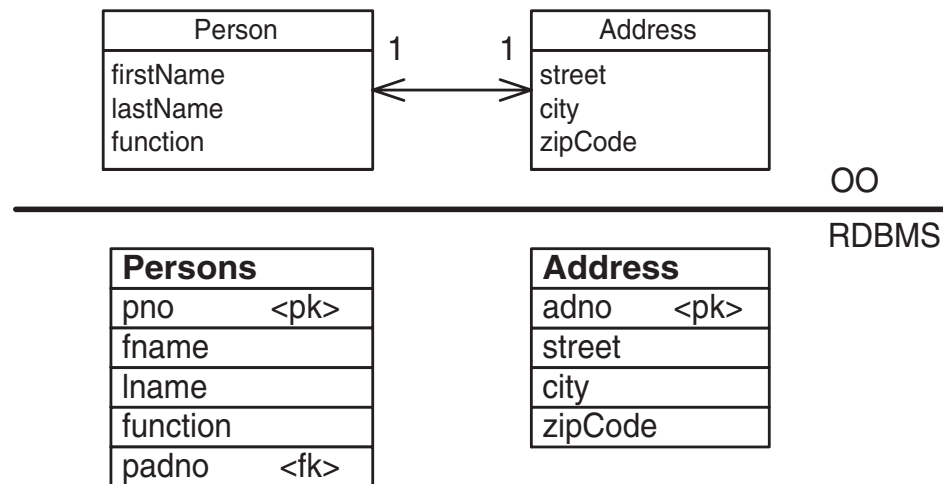 Person
firstName
lastName
function
1 1
Address
street
city
zipCode
OO
RDBMS
Persons
pno <pk>
fname
lname
function
padno <fk>
Address
adno <pk>
street
city
zipCode